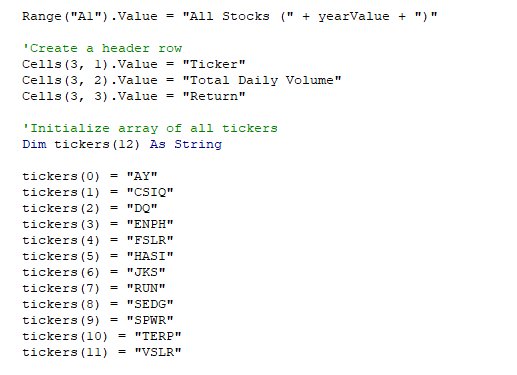 Range("A1").Value = "All Stocks (" + yearValue + ")"
'Create a header row
Cells(3, 1).Value = "Ticker"
Cells(3, 2).Value = "Total Daily Volume"
Cells(3, 3).Value = "Return"
'Initialize array of all tickers
Dim tickers(12) As String
tickers(0) = "AY"
tickers(1) = "CSIQ"
tickers(2) = "DQ"
tickers(3) = "ENPH"
tickers(4) = "FSLR"
tickers(5) = "HASI"
tickers(6) = "JKS"
tickers(7) = "RUN"
tickers(8) = "SEDG"
tickers(9) = "SPWR"
tickers(10) = "TERP"
tickers(11) = "VSLR"